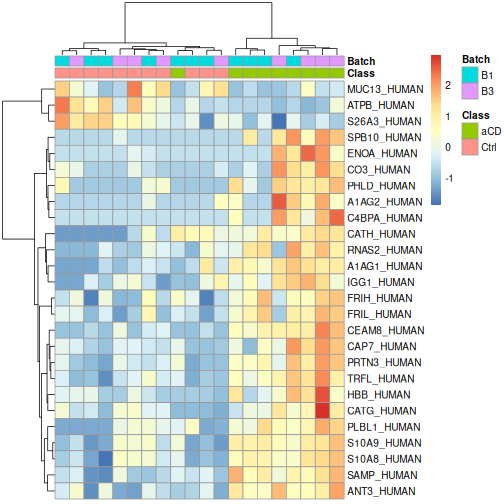 Batch
Class
MUC13_HUMAN
ATPB_HUMAN
S26A3_HUMAN
SPB10_HUMAN
ENOA_HUMAN
CO3_HUMAN
PHLD_HUMAN
A1AG2_HUMAN
C4BPA_HUMAN
CATH_HUMAN
RNAS2_HUMAN
A1AG1_HUMAN
IGG1_HUMAN
FRIH_HUMAN
FRIL_HUMAN
CEAM8_HUMAN
CAP7_HUMAN
PRTN3_HUMAN
TRFL_HUMAN
HBB_HUMAN
CATG_HUMAN
PLBL1_HUMAN
S10A9_HUMAN
S10A8_HUMAN
SAMP_HUMAN
ANT3_HUMAN
2
1
0
-1
Batch
B1
B3
Class
aCD
Ctrl